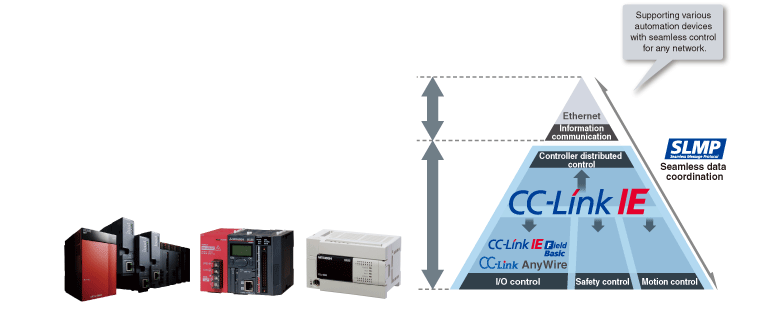 Supporting various
automation devices
with seamless control
for any network.
Ethernet
Information
communication
Controller distributed
control
SLMP
Seamless Message Protocol
Seamless data
coordination
CC-Link IE
CC-Link IE Field
Basic
CC-Link AnyWire
I/O control
Safety control
Motion control